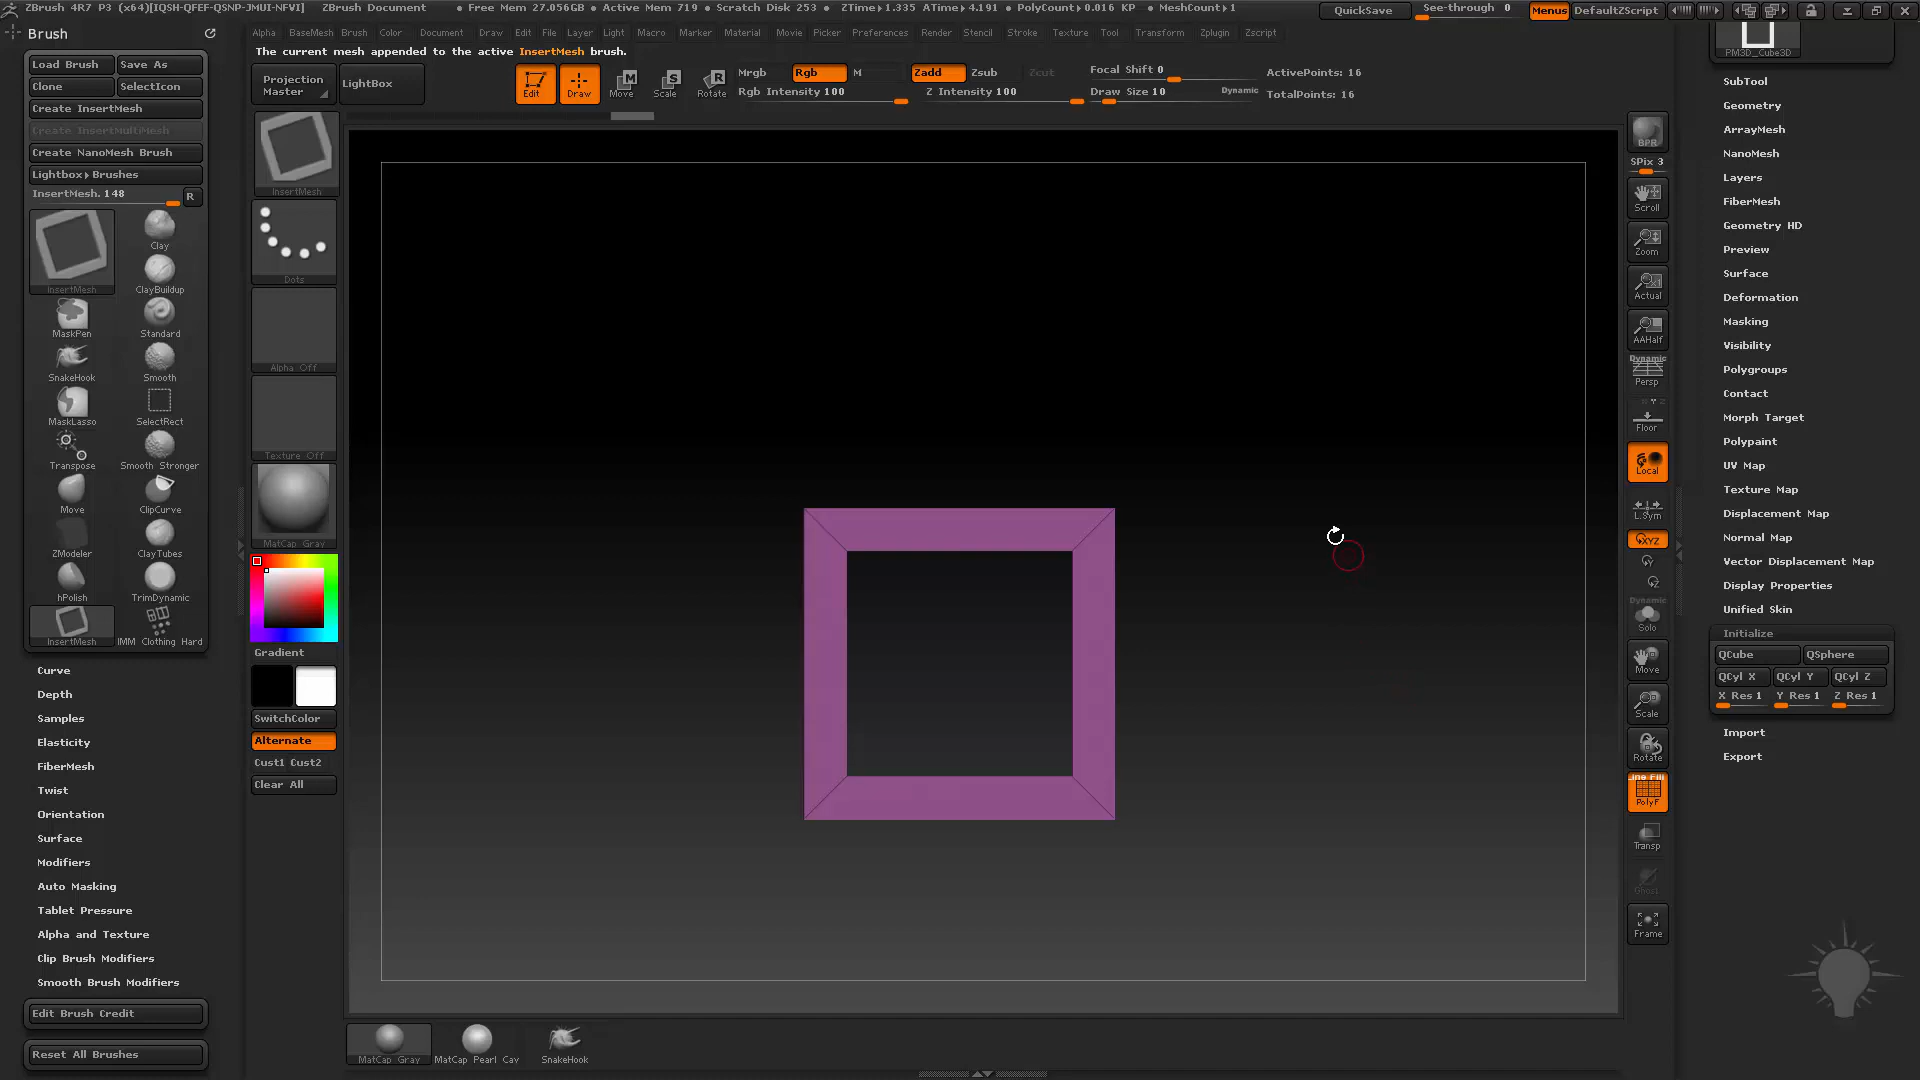 ZBrush 4R7 P3 (x64)[IQSH-QFEF-QSNP-JMUI-NFVI]   ZBrush Document   • Free Mem 27.056GB • Active Mem 719 • Scratch Disk 253 • ZTime▸1.335 ATime▸4.191 • PolyCount▸0.016 KP • MeshCount▸1   QuickSave   See-through 0   Menus   DefaultZScript
Brush
Alpha BaseMesh Brush Color Document Draw Edit File Layer Light Macro Marker Material Movie Picker Preferences Render Stencil Stroke Texture Tool Transform Zplugin Zscript
The current mesh appended to the active InsertMesh brush.
Load Brush Save As
Clone SelectIcon
Create InsertMesh
Create InsertMultiMesh
Create NanoMesh Brush
Lightbox▸Brushes
InsertMesh. 148 R
InsertMesh
Clay
ClayBuildup
MaskPen Standard
SnakeHook Smooth
MaskLasso SelectRect
Transpose Smooth Stronger
Move ClipCurve
ZModeler ClayTubes
hPolish TrimDynamic
InsertMesh IMM Clothing Hard
Curve
Depth
Samples
Elasticity
FiberMesh
Twist
Orientation
Surface
Modifiers
Auto Masking
Tablet Pressure
Alpha and Texture
Clip Brush Modifiers
Smooth Brush Modifiers
Edit Brush Credit
Reset All Brushes
Projection
Master
LightBox
Edit
Draw
M
Move
S
Scale
R
Rotate
Mrgb Rgb M
Rgb Intensity 100
Zadd Zsub Zcut
Z Intensity 100
Focal Shift 0
Draw Size 10 Dynamic
ActivePoints: 16
TotalPoints: 16
InsertMesh
Dots
Alpha Off
Texture Off
MatCap Gray
Gradient
SwitchColor
Alternate
Cust1 Cust2
Clear All
MatCap Gray MatCap Pearl Cav SnakeHook
BPR
SPix 3
Scroll
Zoom
Actual
AAHalf
Dynamic
Persp
Floor
Local
L.Sym
XYZ
Dynamic
Solo
Move
Scale
Rotate
Line Fill
PolyF
Transp
Ghost
Frame
PM3D_Cube3D
SubTool
Geometry
ArrayMesh
NanoMesh
Layers
FiberMesh
Geometry HD
Preview
Surface
Deformation
Masking
Visibility
Polygroups
Contact
Morph Target
Polypaint
UV Map
Texture Map
Displacement Map
Normal Map
Vector Displacement Map
Display Properties
Unified Skin
Initialize
QCube QSphere
QCyl X QCyl Y QCyl Z
X Res 1 Y Res 1 Z Res 1
Import
Export